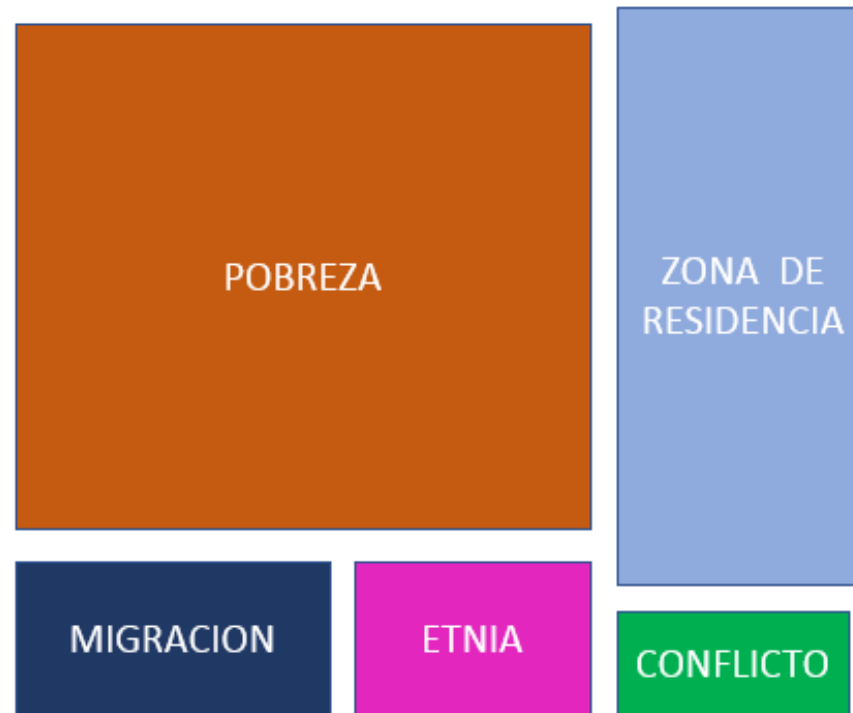 POBREZA
ZONA DE
RESIDENCIA
MIGRACION
ETNIA
CONFLICTO